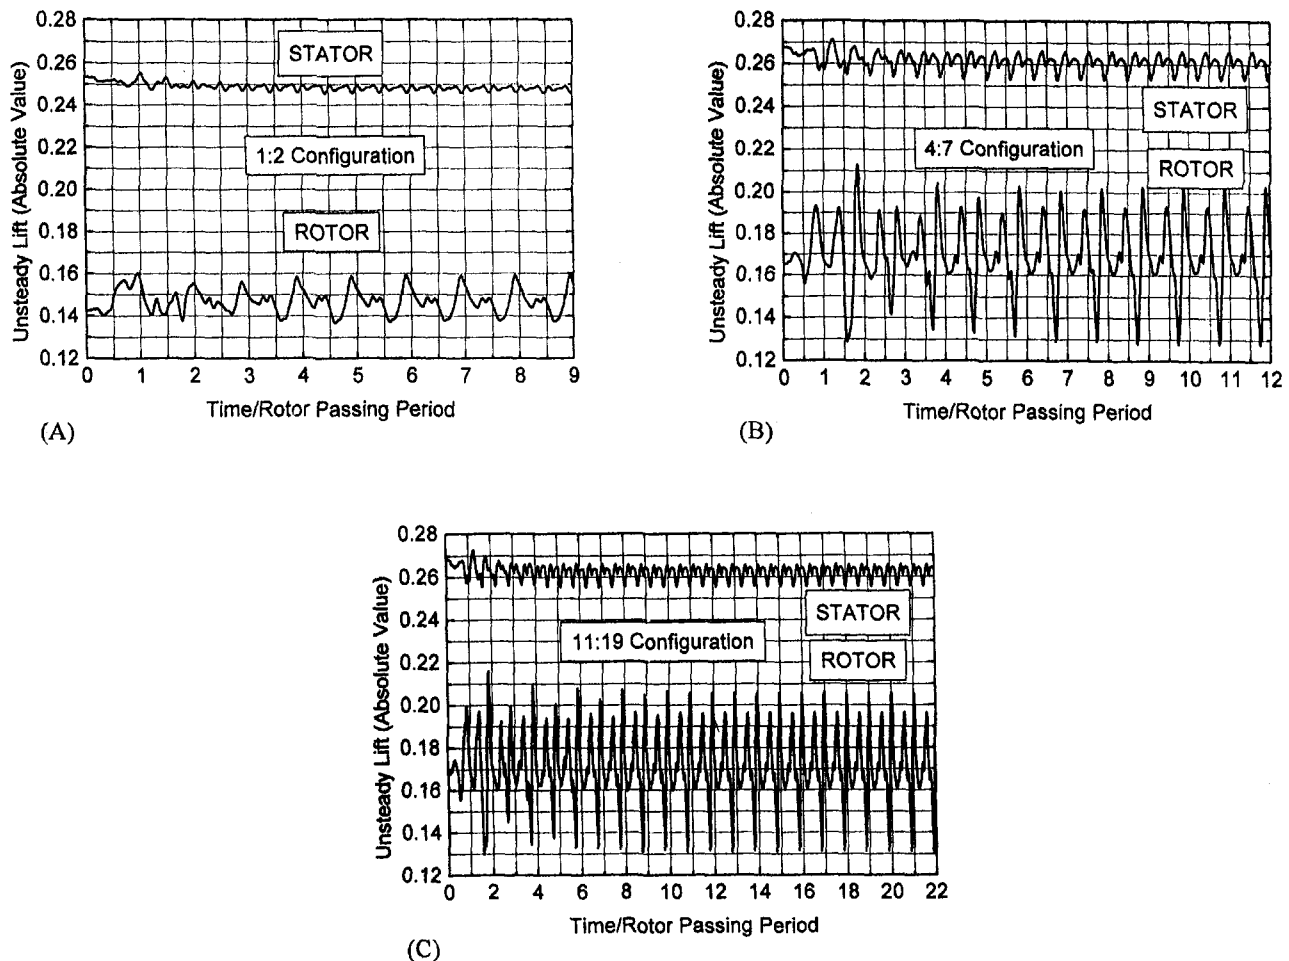 0.28
0.26
0.24
0.22
0.20
0.18
0.16
0.14
0.12
Unsteady Lift (Absolute Value)
STATOR
1:2 Configuration
ROTOR
0 1 2 3 4 5 6 7 8 9
Time/Rotor Passing Period
(A)
0.28
0.26
0.24
0.22
0.20
0.18
0.16
0.14
0.12
Unsteady Lift (Absolute Value)
STATOR
4:7 Configuration
ROTOR
0 1 2 3 4 5 6 7 8 9 10 11 12
Time/Rotor Passing Period
(B)
0.28
0.26
0.24
0.22
0.20
0.18
0.16
0.14
0.12
Unsteady Lift (Absolute Value)
STATOR
11:19 Configuration
ROTOR
0 2 4 6 8 10 12 14 16 18 20 22
Time/Rotor Passing Period
(C)